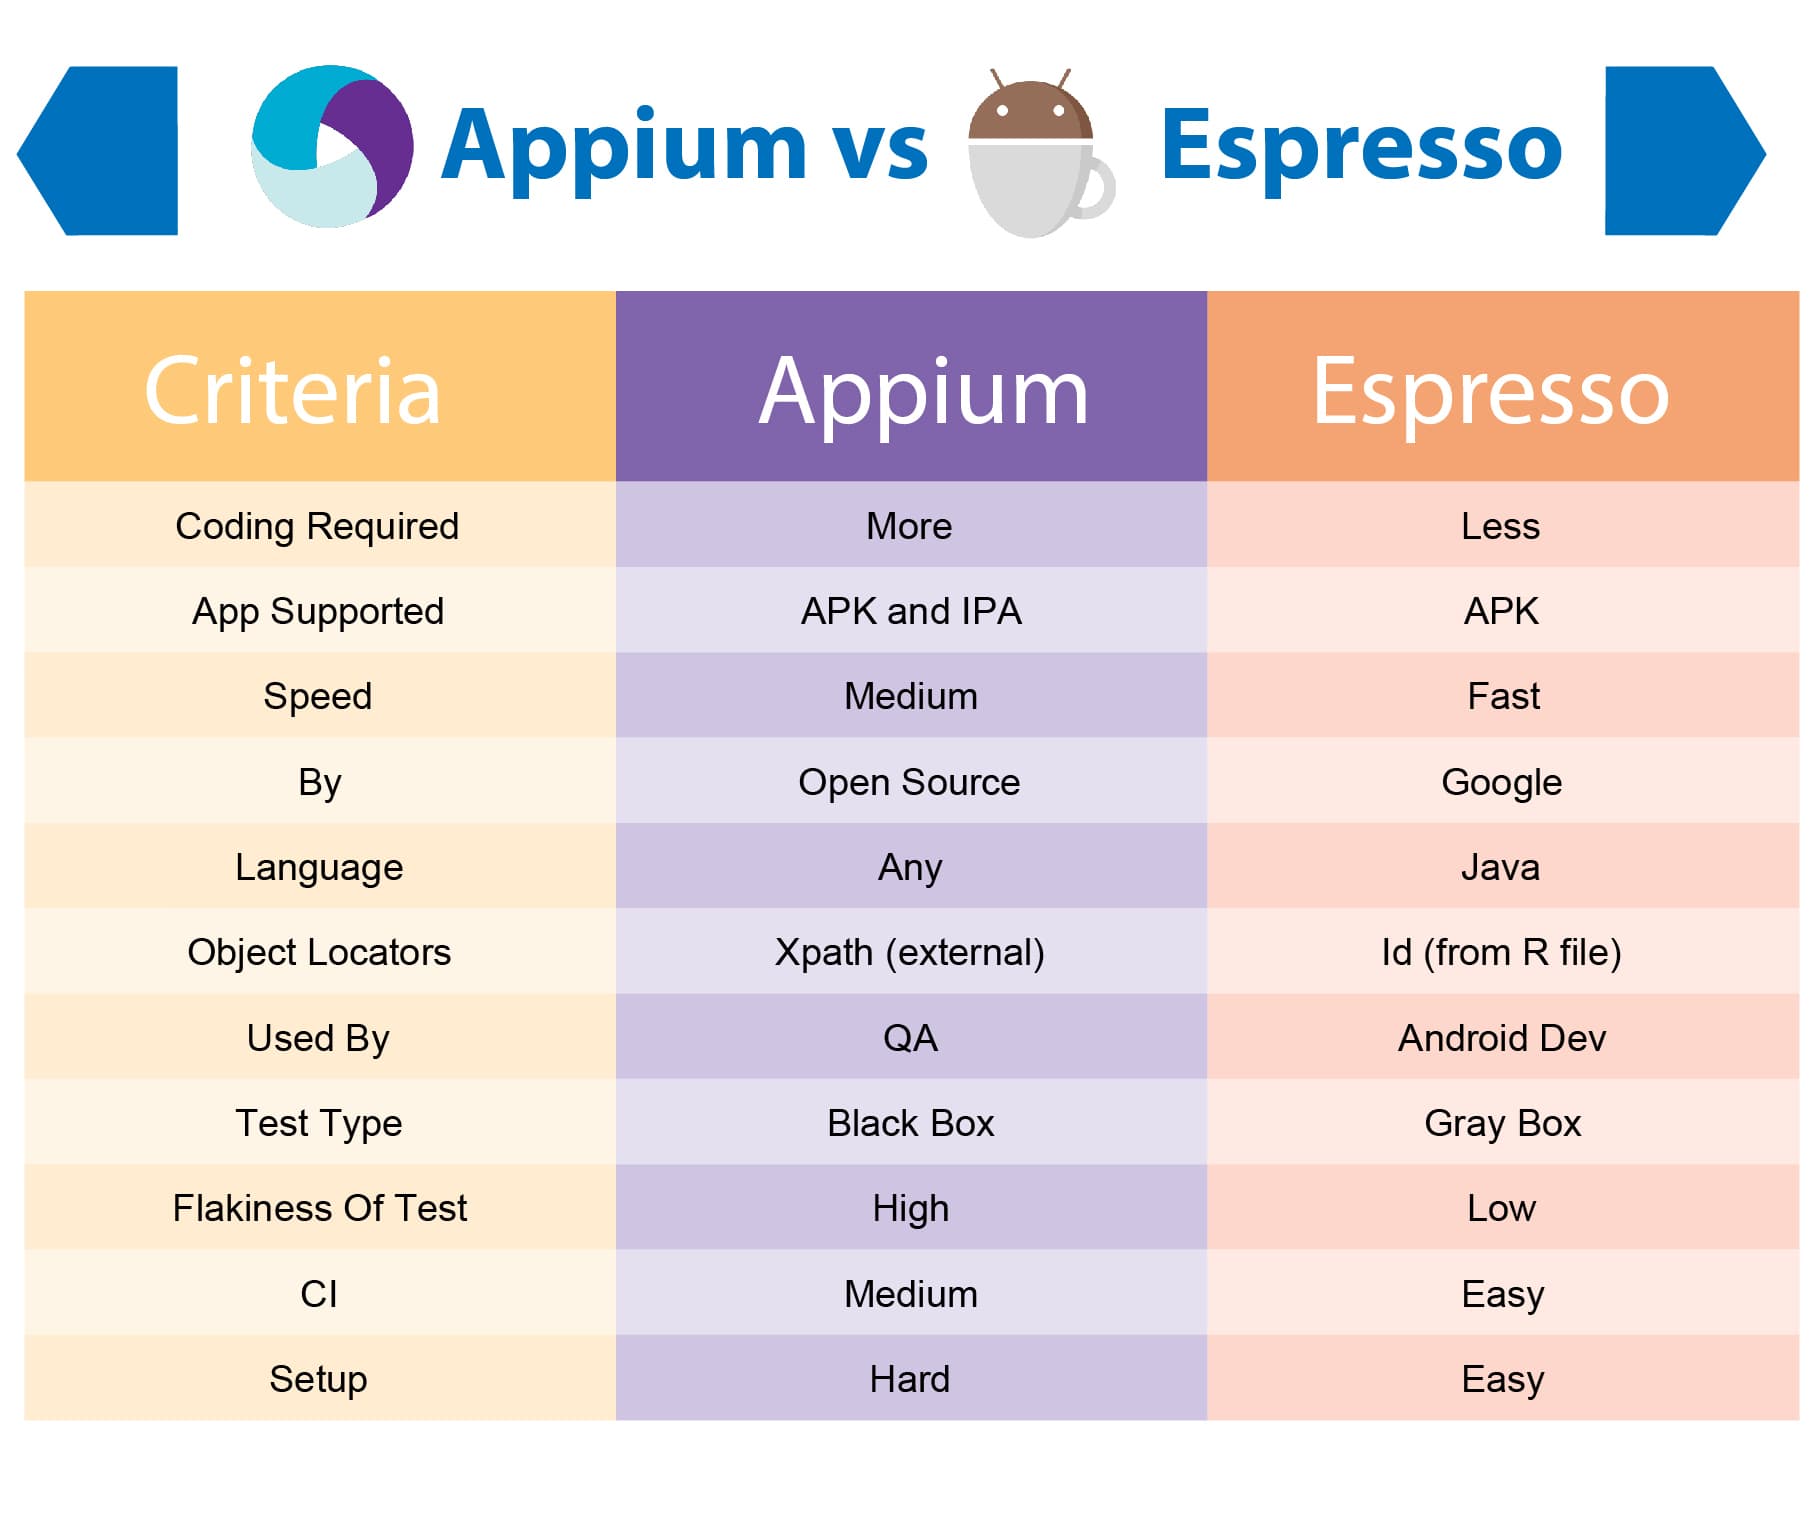 Appium vs Espresso
Criteria Appium Espresso
Coding Required More Less
App Supported APK and IPA APK
Speed Medium Fast
By Open Source Google
Language Any Java
Object Locators Xpath (external) Id (from R file)
Used By QA Android Dev
Test Type Black Box Gray Box
Flakiness Of Test High Low
CI Medium Easy
Setup Hard Easy